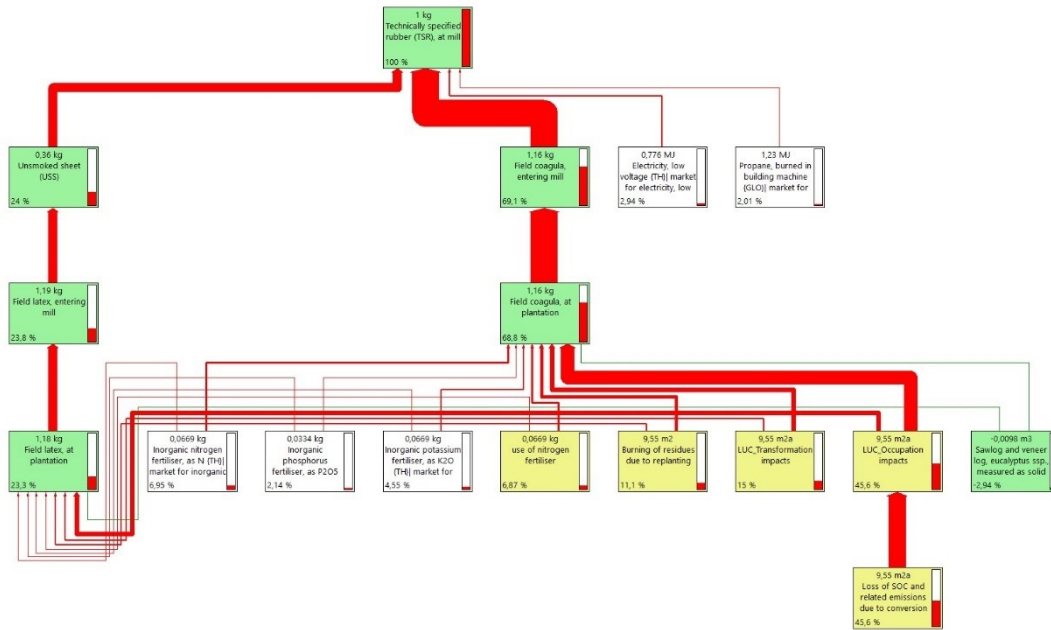 1 kg
Technically specified
rubber (TSR), at mill
100 %
0,36 kg
Unsmoked sheet
(USS)
24 %
1,16 kg
Field coagula,
entering mill
69,1 %
0,776 MJ
Electricity, low
voltage {TH}| market
for electricity, low
2,94 %
1,23 MJ
Propane, burned in
building machine
{GLO}| market for
2,01 %
1,19 kg
Field latex, entering
mill
23,8 %
1,16 kg
Field coagula, at
plantation
68,8 %
1,18 kg
Field latex, at
plantation
23,3 %
0,0669 kg
Inorganic nitrogen
fertiliser, as N {TH}|
market for inorganic
6,95 %
0,0334 kg
Inorganic
phosphorus
fertiliser, as P2O5
2,14 %
0,0669 kg
Inorganic potassium
fertiliser, as K2O
{TH}| market for
4,55 %
0,0669 kg
use of nitrogen
fertiliser
6,87 %
9,55 m2
Burning of residues
due to replanting
11,1 %
9,55 m2a
LUC_Transformation
impacts
15 %
9,55 m2a
LUC_Occupation
impacts
45,6 %
-0,0098 m3
Sawlog and veneer
log, eucalyptus ssp.,
measured as solid
-2,94 %
9,55 m2a
Loss of SOC and
related emissions
due to conversion
45,6 %